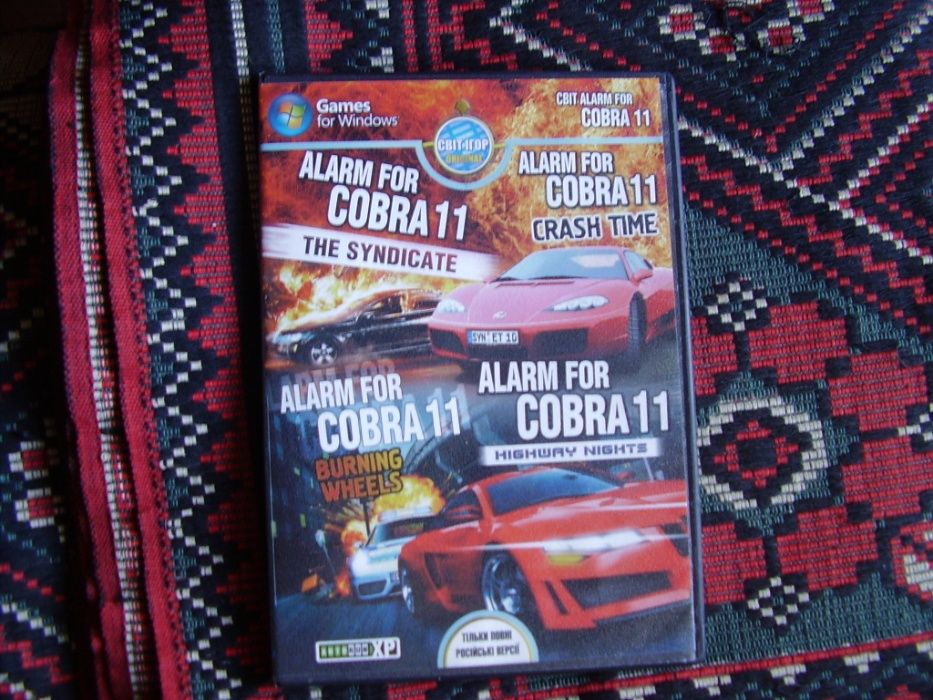 Games
for Windows
СВІТ ALARM FOR
COBRA 11
СВІТ-ІГОР
ORIGINAL
ALARM FOR
COBRA 11
THE SYNDICATE
ALARM FOR
COBRA 11
CRASH TIME
SYN ET 10
ALARM FOR
COBRA 11
BURNING
WHEELS
ALARM FOR
COBRA 11
HIGHWAY NIGHTS
XP
ТІЛЬКИ ПОВНІ
РОСІЙСЬКІ ВЕРСІЇ